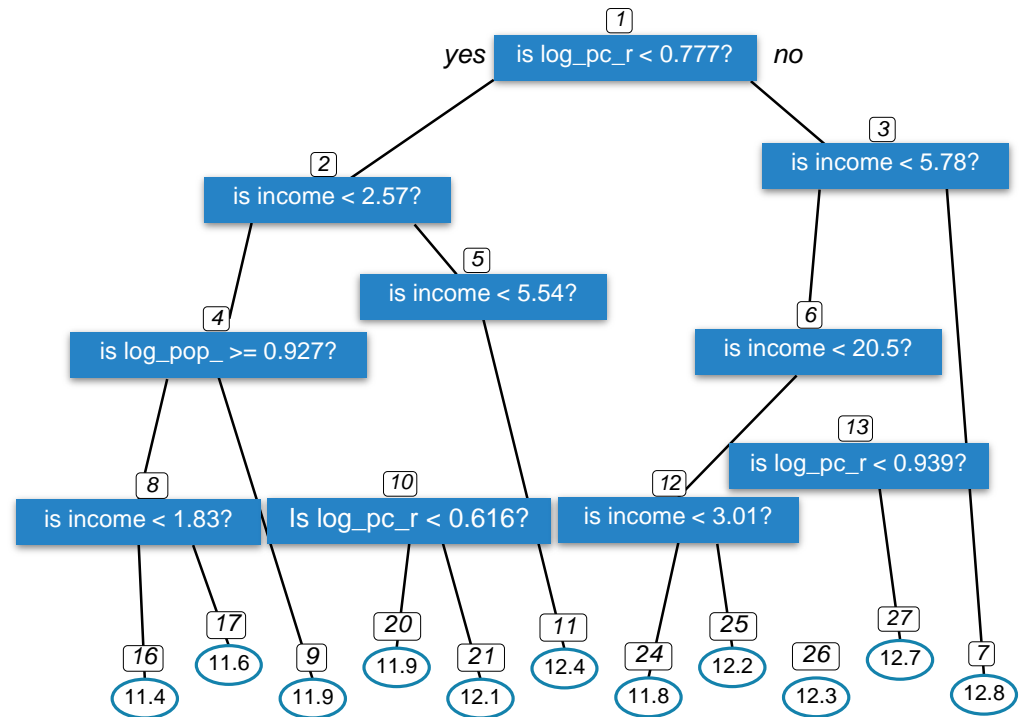 1
yes
is log_pc_r < 0.777?
no
3
is income < 5.78?
2
is income < 2.57?
5
is income < 5.54?
4
is log_pop_ >= 0.927?
6
is income < 20.5?
13
is log_pc_r < 0.939?
8
is income < 1.83?
10
Is log_pc_r < 0.616?
12
is income < 3.01?
16
11.4
17
11.6
9
11.9
20
11.9
21
12.1
11
12.4
24
11.8
25
12.2
26
12.3
27
12.7
7
12.8